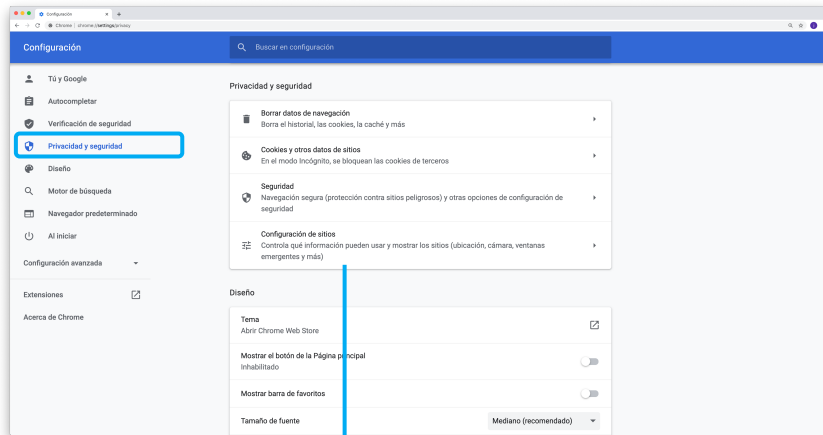 Configuración
Chrome | chrome://settings/privacy
Configuración
Buscar en configuración
Tú y Google
Autocompletar
Verificación de seguridad
Privacidad y seguridad
Diseño
Motor de búsqueda
Navegador predeterminado
Al iniciar
Configuración avanzada
Extensiones
Acerca de Chrome
Privacidad y seguridad
Borrar datos de navegación
Borra el historial, las cookies, la caché y más
Cookies y otros datos de sitios
En el modo Incógnito, se bloquean las cookies de terceros
Seguridad
Navegación segura (protección contra sitios peligrosos) y otras opciones de configuración de
seguridad
Configuración de sitios
Controla qué información pueden usar y mostrar los sitios (ubicación, cámara, ventanas
emergentes y más)
Diseño
Tema
Abrir Chrome Web Store
Mostrar el botón de la Página principal
Inhabilitado
Mostrar barra de favoritos
Tamaño de fuente
Mediano (recomendado)